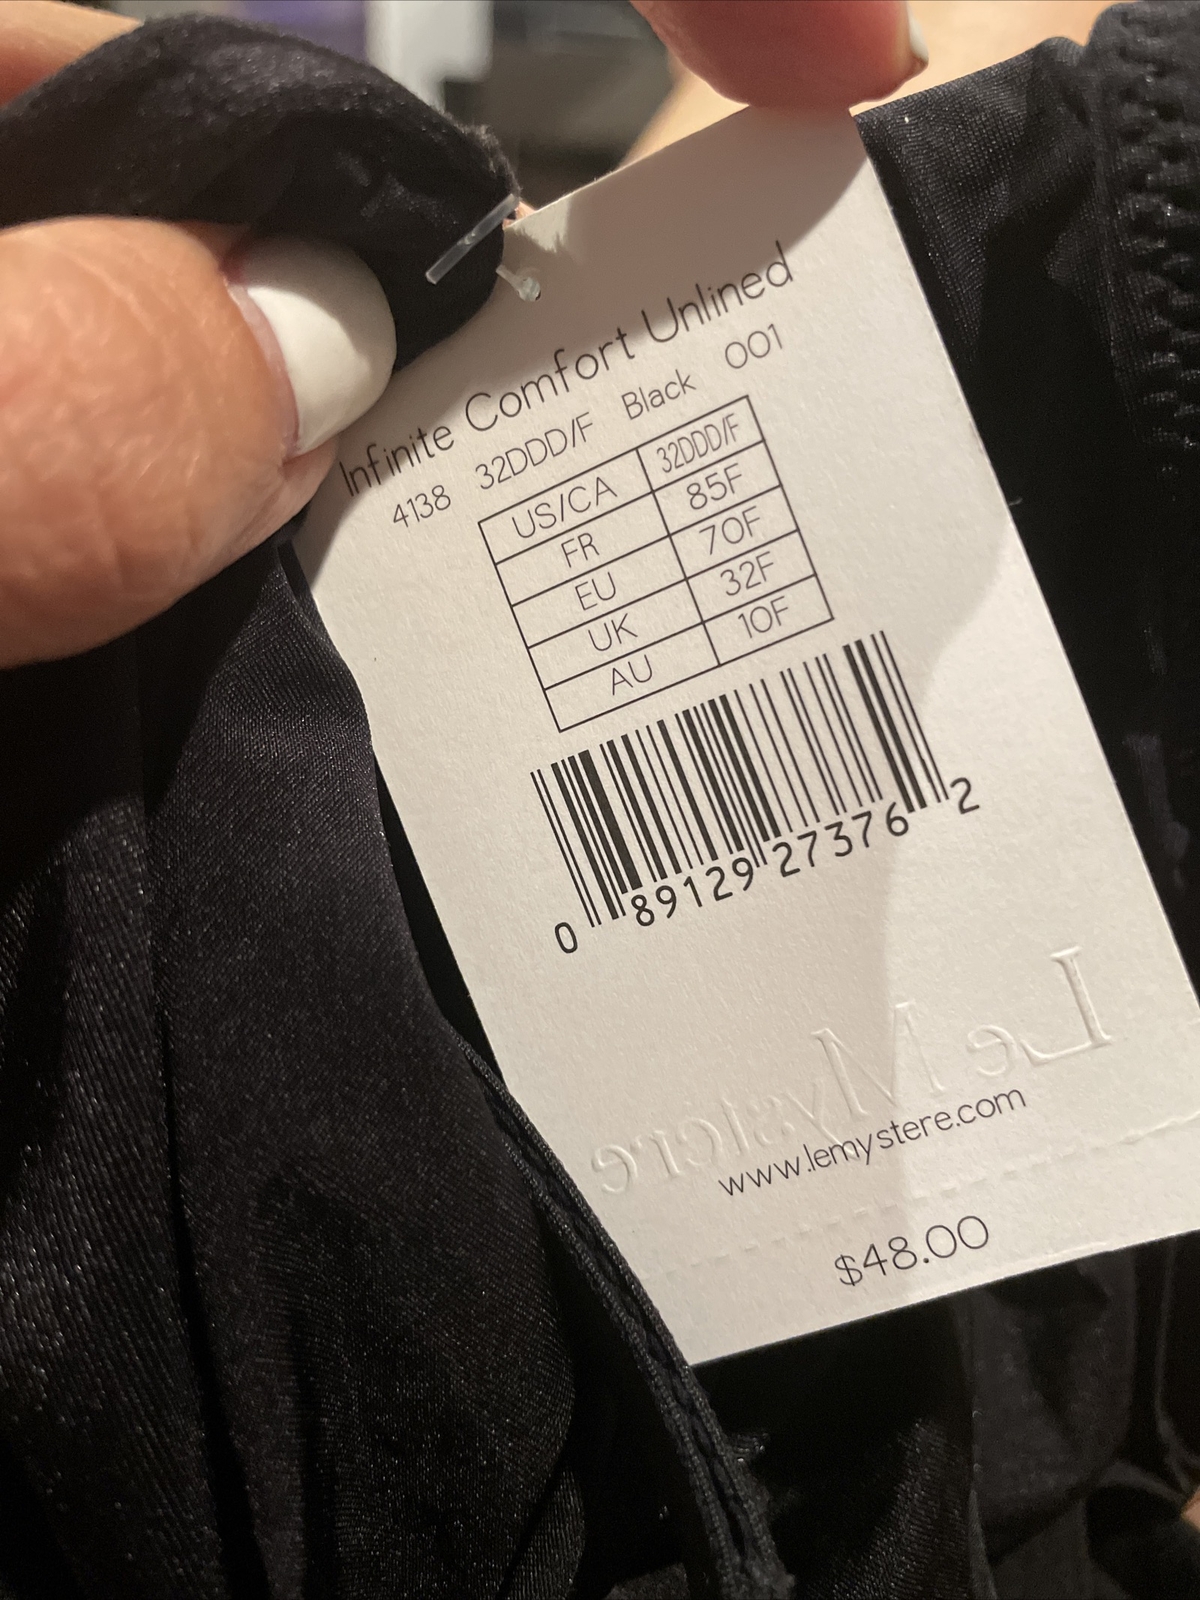 Infinite Comfort Unlined
4138 32DDD/F Black 001
US/CA 32DDD/F
FR 85F
EU 70F
UK 32F
AU 10F
0 89129 27376 2
Le Mystere
www.lemystere.com
$48.00